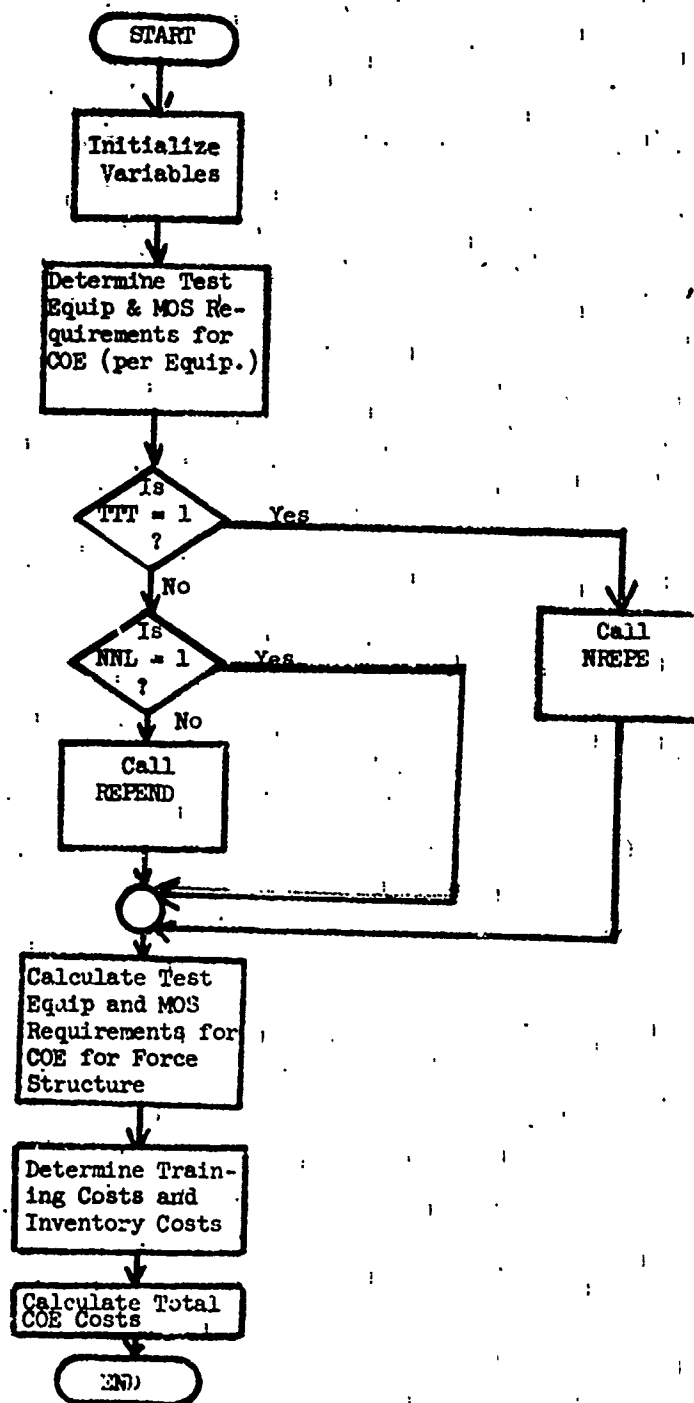 START
Initialize
Variables
Determine Test
Equip & MOS Re-
quirements for
COE (per Equip.)
Is
TTT = 1
?
Yes
No
Is
NNL = 1
?
Yes
No
Call
NREPE
Call
REPEND
Calculate Test
Equip and MOS
Requirements for
COE for Force
Structure
Determine Train-
ing Costs and
Inventory Costs
Calculate Total
COE Costs
END